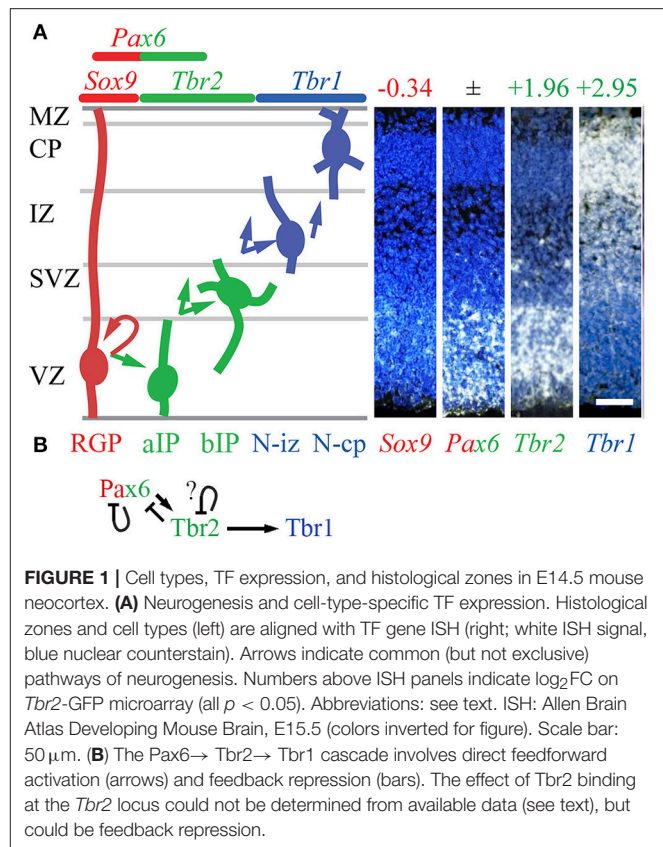 A
Pax6
Sox9 Tbr2 Tbr1 -0.34 ± +1.96 +2.95
MZ
CP
IZ
SVZ
VZ
B RGP aIP bIP N-iz N-cp Sox9 Pax6 Tbr2 Tbr1
Pax6 ?
Tbr2 Tbr1
FIGURE 1 | Cell types, TF expression, and histological zones in E14.5 mouse
neocortex. (A) Neurogenesis and cell-type-specific TF expression. Histological
zones and cell types (left) are aligned with TF gene ISH (right; white ISH signal,
blue nuclear counterstain). Arrows indicate common (but not exclusive)
pathways of neurogenesis. Numbers above ISH panels indicate log₂FC on
Tbr2-GFP microarray (all p < 0.05). Abbreviations: see text. ISH: Allen Brain
Atlas Developing Mouse Brain, E15.5 (colors inverted for figure). Scale bar:
50 μm. (B) The Pax6→ Tbr2→ Tbr1 cascade involves direct feedforward
activation (arrows) and feedback repression (bars). The effect of Tbr2 binding
at the Tbr2 locus could not be determined from available data (see text), but
could be feedback repression.